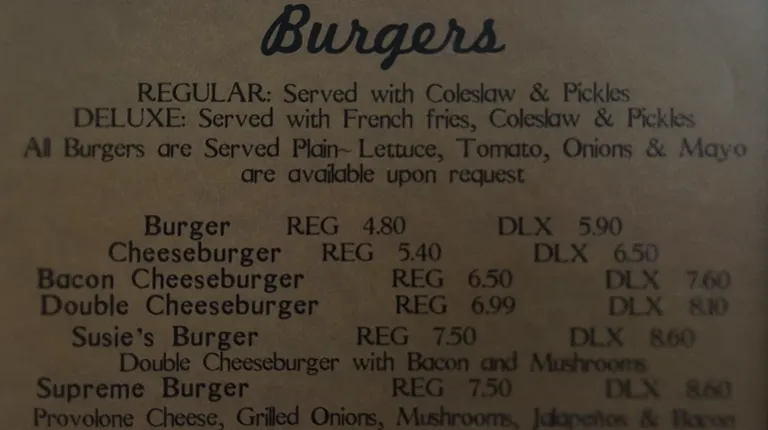 Burgers
REGULAR: Served with Coleslaw & Pickles
DELUXE: Served with French fries, Coleslaw & Pickles
All Burgers are Served Plain~ Lettuce, Tomato, Onions & Mayo
are available upon request
Burger REG 4.80 DLX 5.90
Cheeseburger REG 5.40 DLX 6.50
Bacon Cheeseburger REG 6.50 DLX 7.60
Double Cheeseburger REG 6.99 DLX 8.10
Susie's Burger REG 7.50 DLX 8.60
Double Cheeseburger with Bacon and Mushrooms
Supreme Burger REG 7.50 DLX 8.60
Provolone Cheese, Grilled Onions, Mushrooms, Jalapeños & Bacon